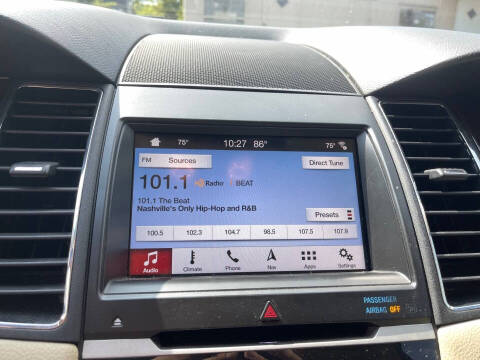 75° 10:27 86° 75°
FM Sources Direct Tune
101.1 HD Radio BEAT
101.1 The Beat
Nashville's Only Hip-Hop and R&B
Presets
100.5 102.3 104.7 98.5 107.5 107.9
Audio Climate Phone Nav Apps Settings
PASSENGER
AIRBAG OFF